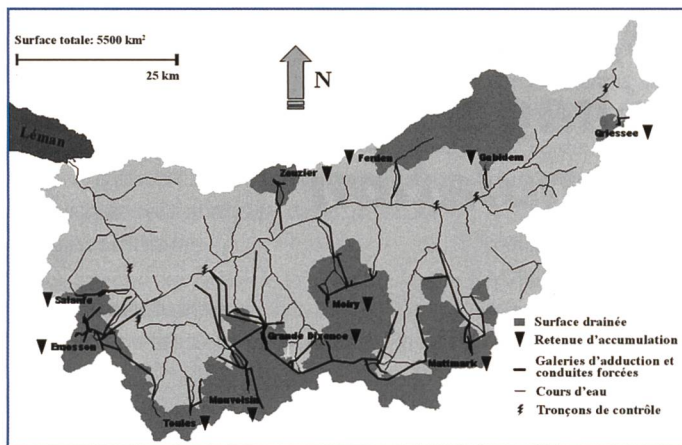 Surface totale: 5500 km²
25 km
N
Léman
Zeuzier
Ferden
Gebidem
Griessee
Salanfe
Emosson
Moiry
Grande Dixence
Mattmark
Mauvoisin
Toules
Surface drainée
Retenue d'accumulation
Galeries d'adduction et
conduites forcées
Cours d'eau
Tronçons de contrôle